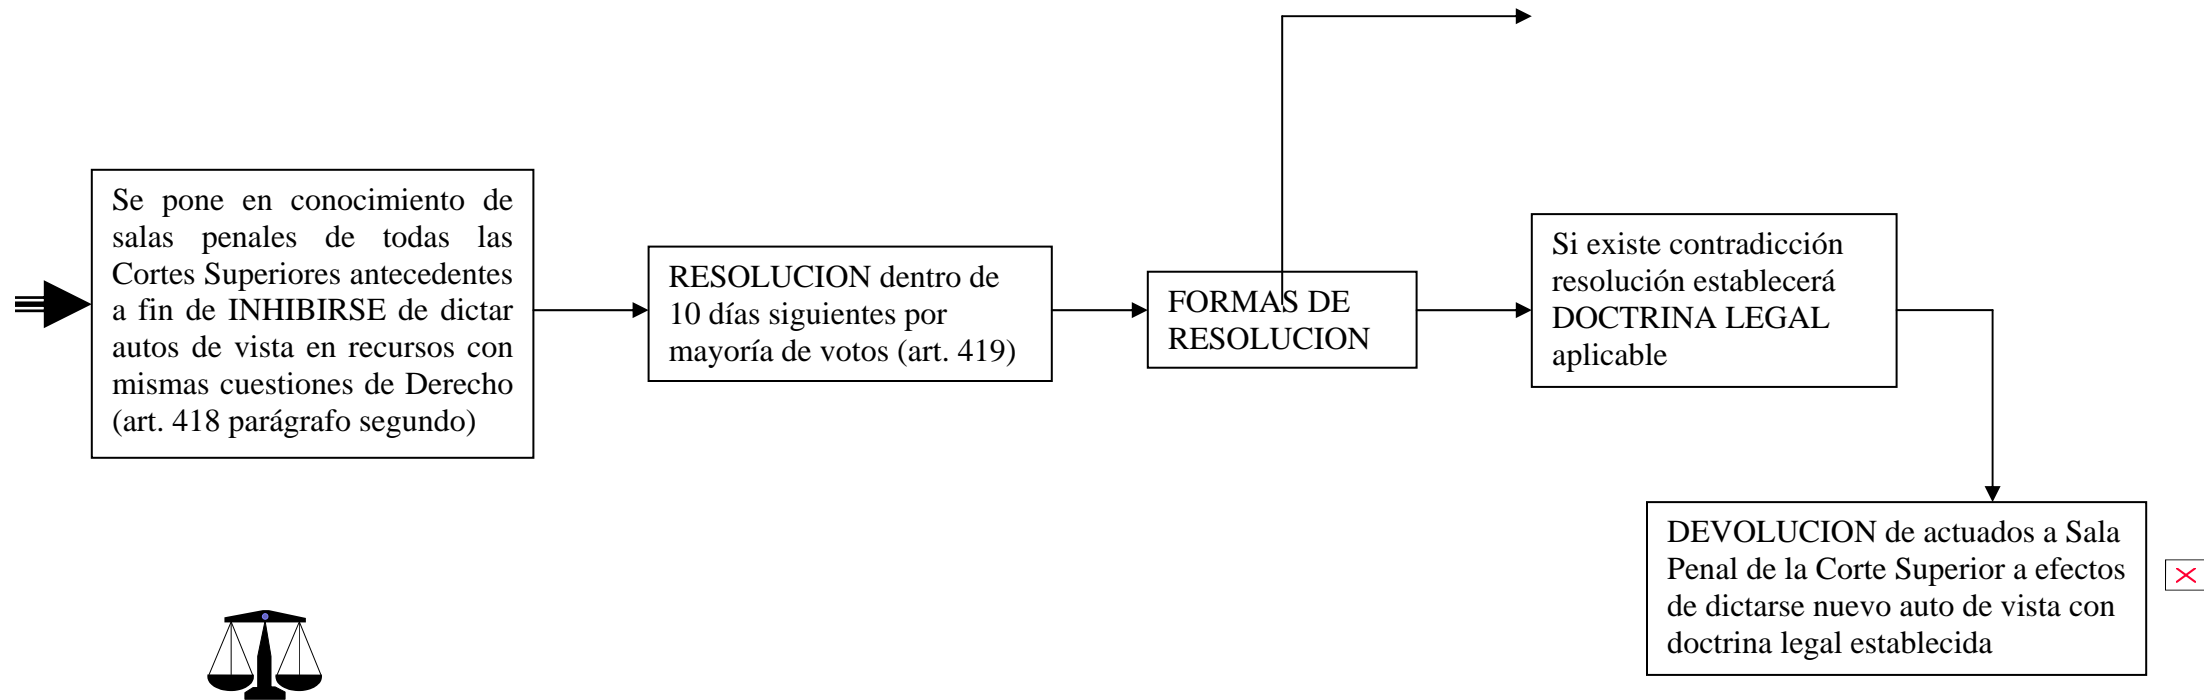 Se pone en conocimiento de
salas penales de todas las
Cortes Superiores antecedentes
a fin de INHIBIRSE de dictar
autos de vista en recursos con
mismas cuestiones de Derecho
(art. 418 parágrafo segundo)
RESOLUCION dentro de
10 días siguientes por
mayoría de votos (art. 419)
FORMAS DE
RESOLUCION
Si existe contradicción
resolución establecerá
DOCTRINA LEGAL
aplicable
DEVOLUCION de actuados a Sala
Penal de la Corte Superior a efectos
de dictarse nuevo auto de vista con
doctrina legal establecida